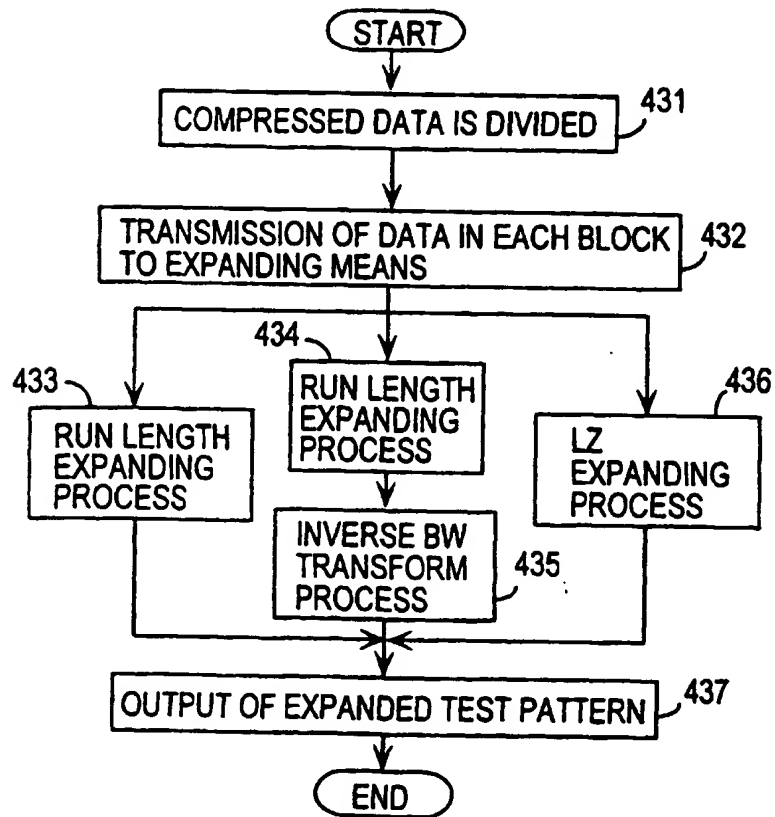 START
431
COMPRESSED DATA IS DIVIDED
TRANSMISSION OF DATA IN EACH BLOCK
TO EXPANDING MEANS
432
433
RUN LENGTH
EXPANDING
PROCESS
434
RUN LENGTH
EXPANDING
PROCESS
INVERSE BW
TRANSFORM
PROCESS
435
436
LZ
EXPANDING
PROCESS
OUTPUT OF EXPANDED TEST PATTERN
437
END